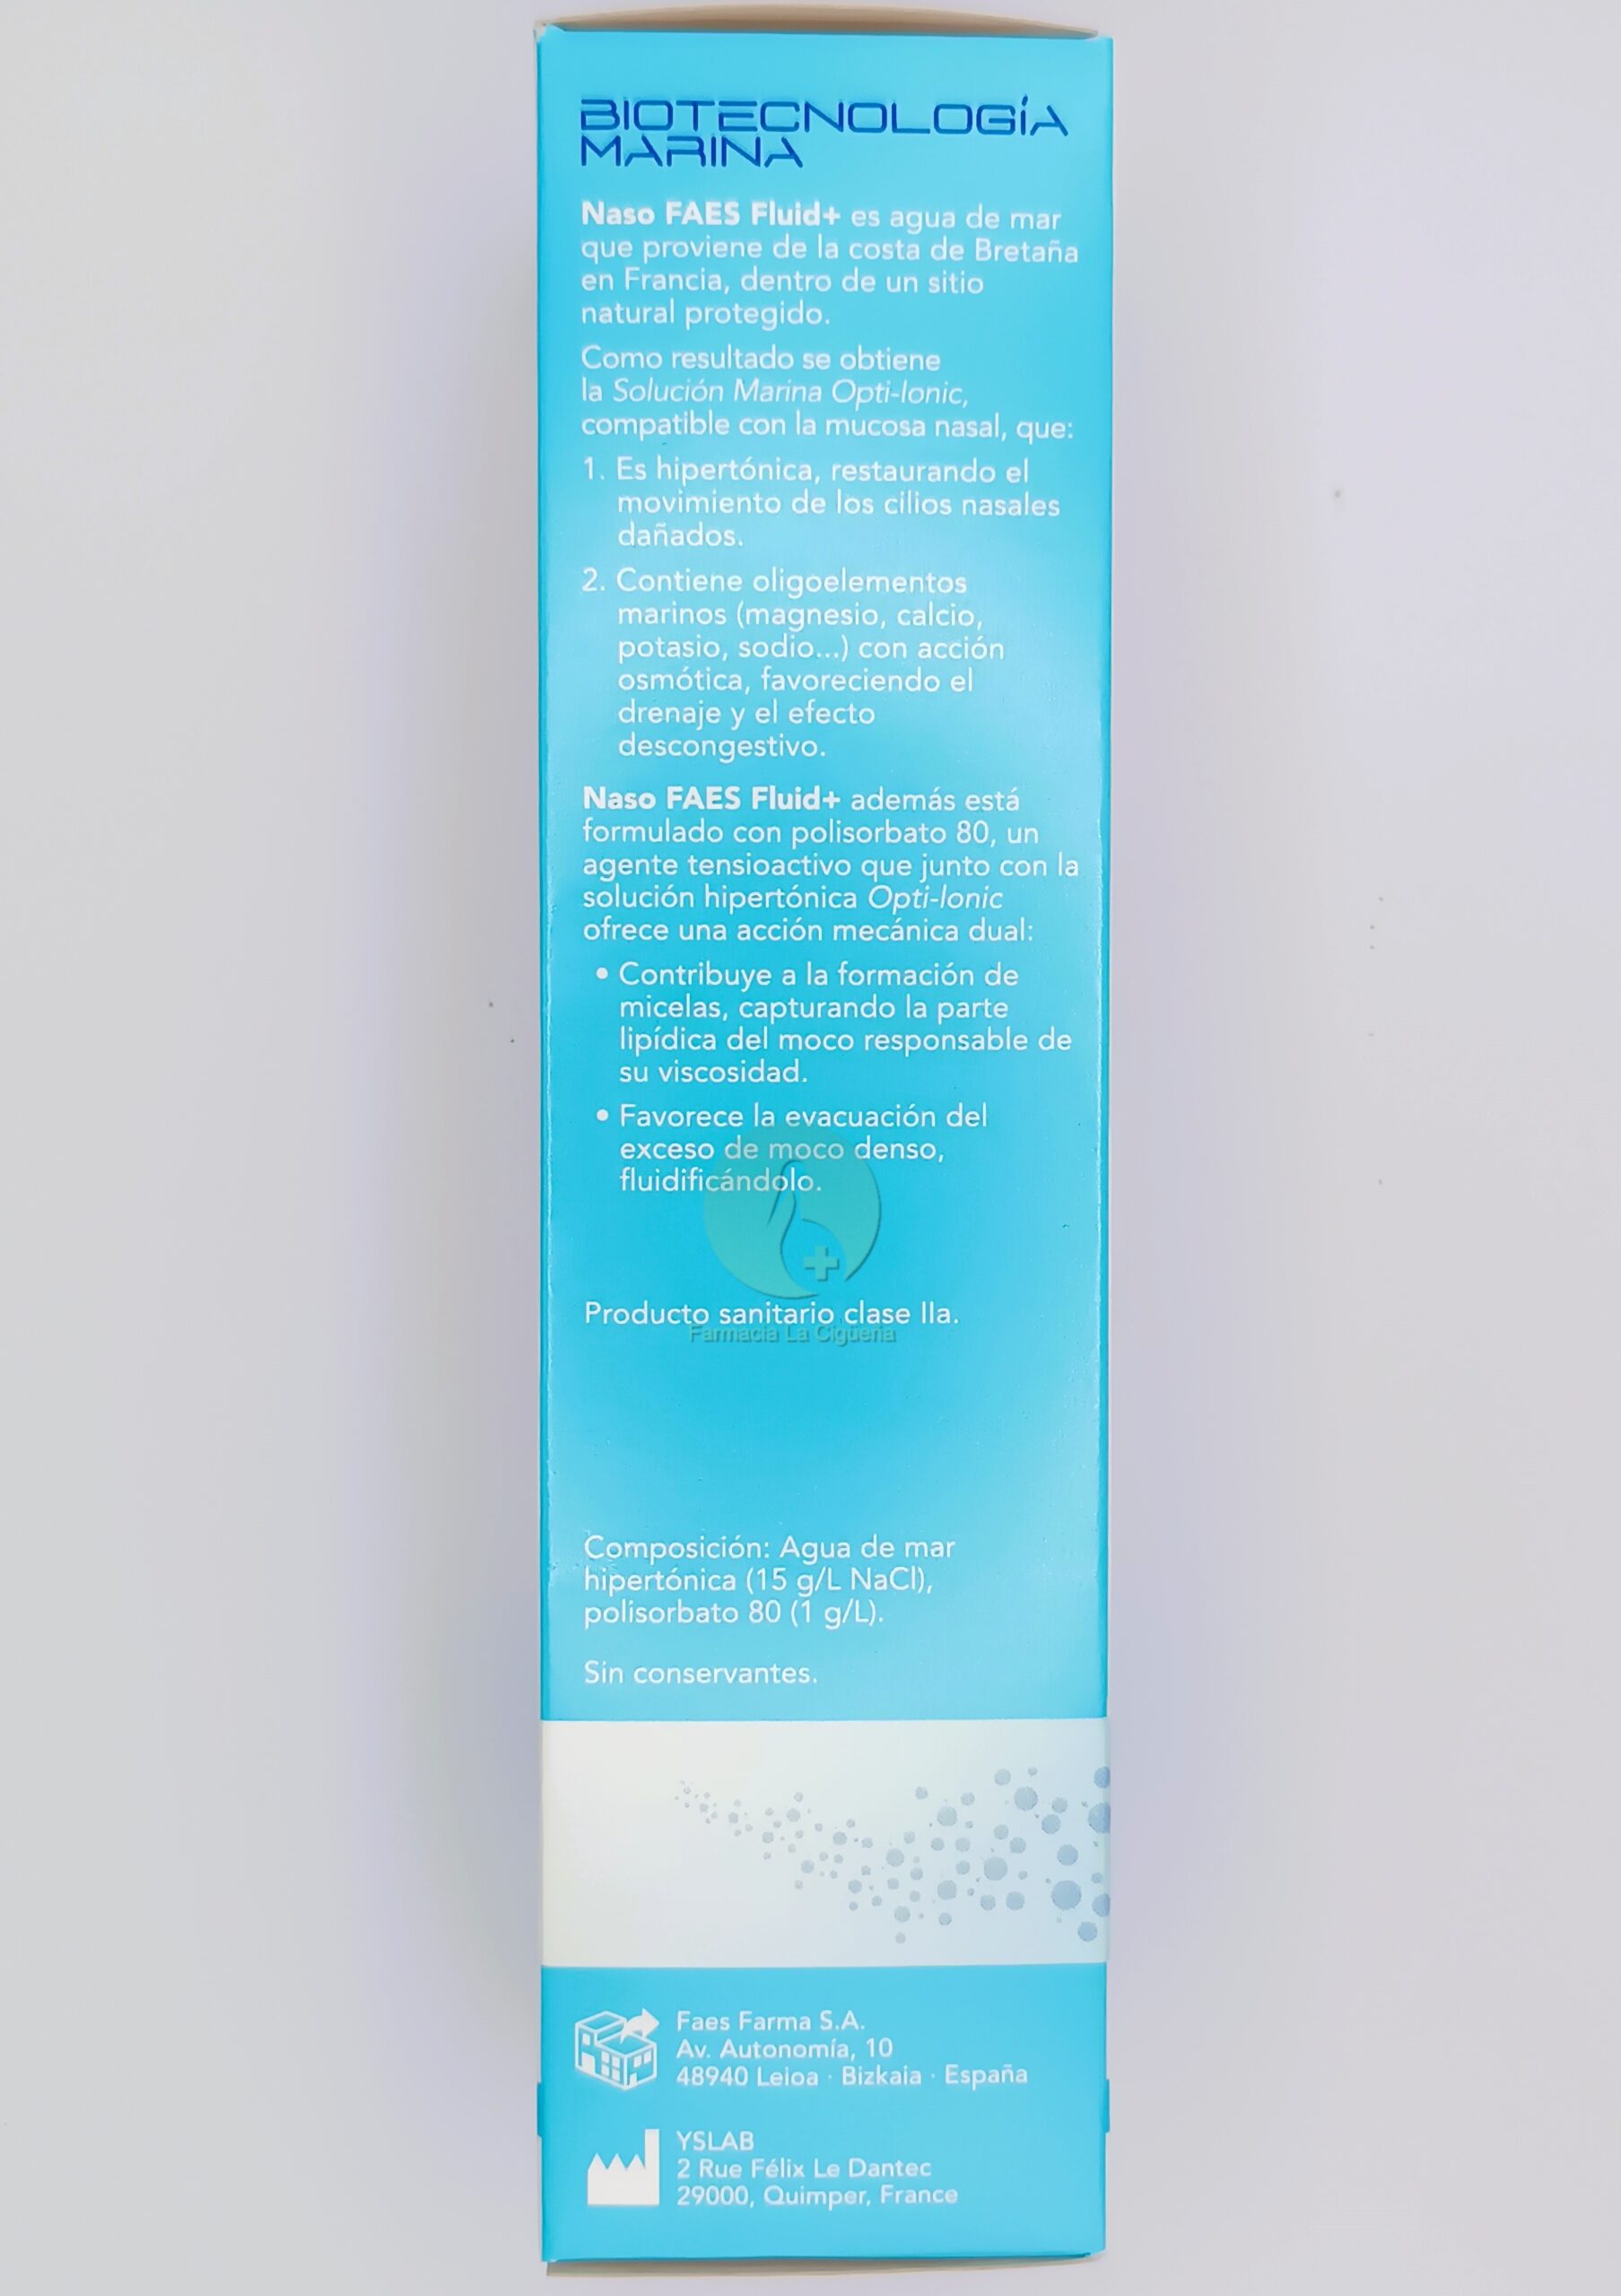 BIOTECNOLOGÍA
MARINA
Naso FAES Fluid+ es agua de mar
que proviene de la costa de Bretaña
en Francia, dentro de un sitio
natural protegido.
Como resultado se obtiene
la Solución Marina Opti-Ionic,
compatible con la mucosa nasal, que:
1. Es hipertónica, restaurando el
movimiento de los cilios nasales
dañados.
2. Contiene oligoelementos
marinos (magnesio, calcio,
potasio, sodio...) con acción
osmótica, favoreciendo el
drenaje y el efecto
descongestivo.
Naso FAES Fluid+ además está
formulado con polisorbato 80, un
agente tensioactivo que junto con la
solución hipertónica Opti-Ionic
ofrece una acción mecánica dual:
• Contribuye a la formación de
micelas, capturando la parte
lipídica del moco responsable de
su viscosidad.
• Favorece la evacuación del
exceso de moco denso,
fluidificándolo.
Producto sanitario clase IIa.
Farmacia La Cigüeña
Composición: Agua de mar
hipertónica (15 g/L NaCl),
polisorbato 80 (1 g/L).
Sin conservantes.
Faes Farma S.A.
Av. Autonomía, 10
48940 Leioa · Bizkaia · España
YSLAB
2 Rue Félix Le Dantec
29000, Quimper, France